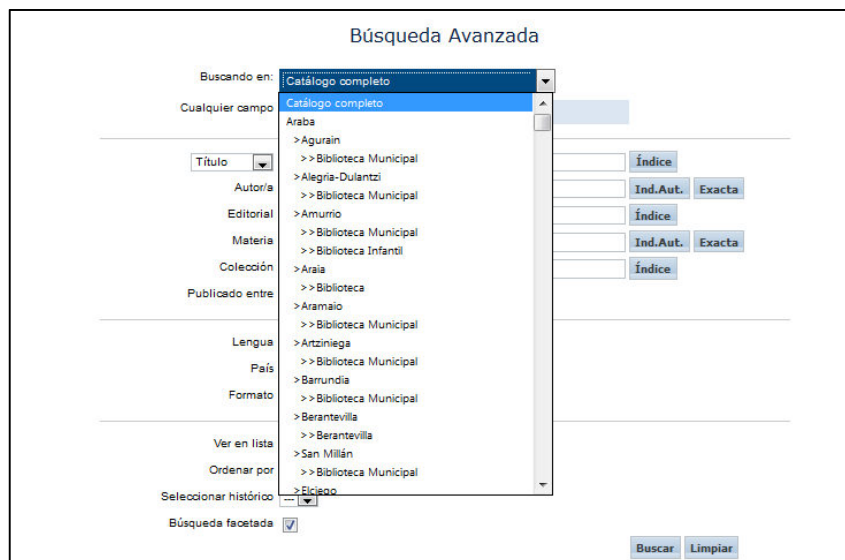 Búsqueda Avanzada
Buscando en: Catálogo completo
Cualquier campo
Catálogo completo
Araba
>Agurain
>>Biblioteca Municipal
>Alegria-Dulantzi
>>Biblioteca Municipal
>Amurrio
>>Biblioteca Municipal
>>Biblioteca Infantil
>Araia
>>Biblioteca
>Aramaio
>>Biblioteca Municipal
>Artziniega
>>Biblioteca Municipal
>Barrundia
>>Biblioteca Municipal
>Berantevilla
>>Berantevilla
>San Millán
>>Biblioteca Municipal
>Elciego
Título Índice
Autor/a Ind.Aut. Exacta
Editorial Índice
Materia Ind.Aut. Exacta
Colección Índice
Publicado entre
Lengua
País
Formato
Ver en lista
Ordenar por
Seleccionar histórico ---
Búsqueda facetada
Buscar Limpiar